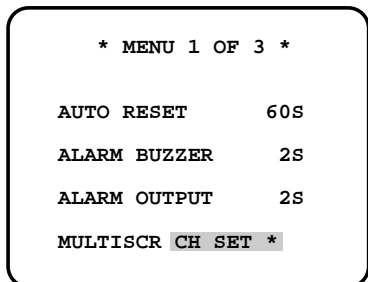 * MENU 1 OF 3 *
AUTO RESET 60S
ALARM BUZZER 2S
ALARM OUTPUT 2S
MULTISCR CH SET *